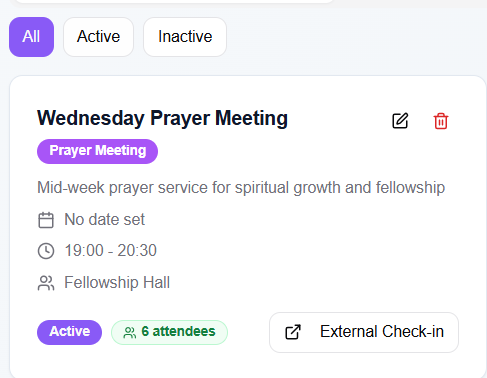 All Active Inactive
Wednesday Prayer Meeting
Prayer Meeting
Mid-week prayer service for spiritual growth and fellowship
No date set
19:00 - 20:30
Fellowship Hall
Active 6 attendees External Check-in